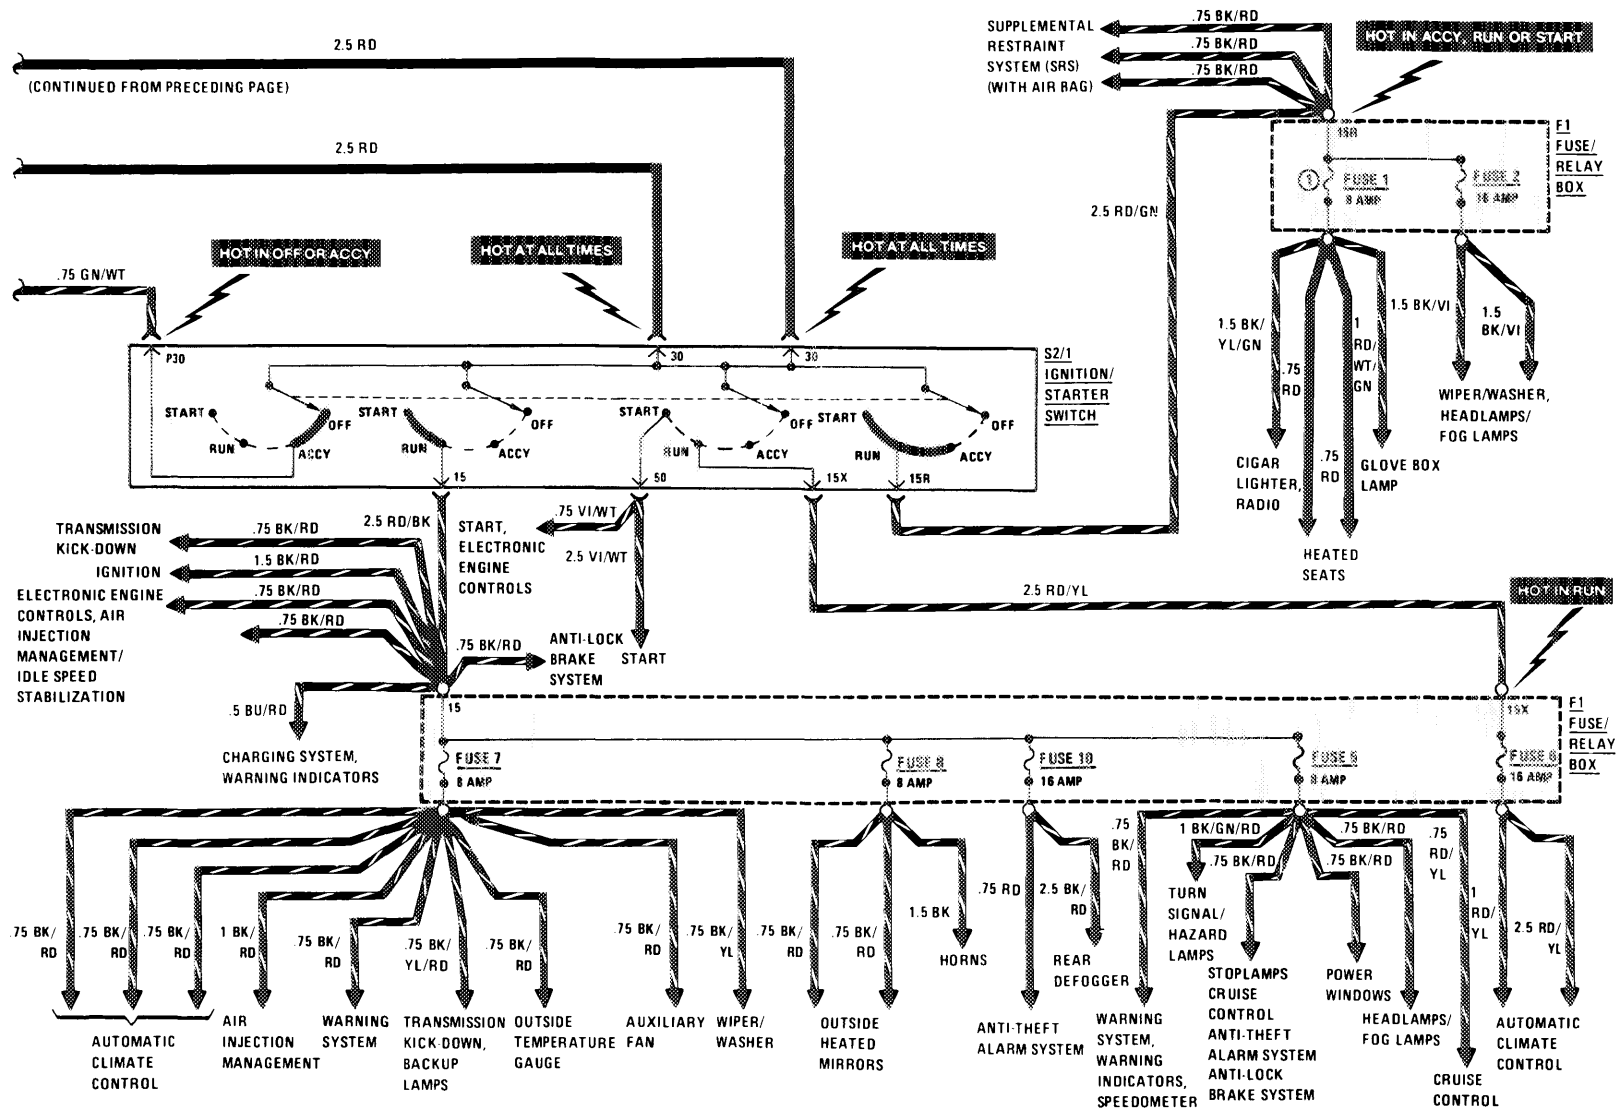 2.5 RD
(CONTINUED FROM PRECEDING PAGE)
2.5 RD
.75 GN/WT
HOT IN OFF OR ACCY
HOT AT ALL TIMES
HOT AT ALL TIMES
SUPPLEMENTAL
RESTRAINT
SYSTEM (SRS)
(WITH AIR BAG)
.75 BK/RD
.75 BK/RD
.75 BK/RD
HOT IN ACCY, RUN OR START
15R
F1
FUSE/
RELAY
BOX
1
FUSE 1
8 AMP
FUSE 2
16 AMP
2.5 RD/GN
1.5 BK/
YL/GN
.75
RD
1
RD/
WT/
GN
.75
RD
1.5 BK/VI
1.5
BK/VI
CIGAR
LIGHTER,
RADIO
GLOVE BOX
LAMP
HEATED
SEATS
WIPER/WASHER,
HEADLAMPS/
FOG LAMPS
P30
30
30
S2/1
IGNITION/
STARTER
SWITCH
START
RUN
ACCY
OFF
START
RUN
ACCY
OFF
START
RUN
ACCY
OFF
START
RUN
ACCY
OFF
15
50
15X
15R
TRANSMISSION
KICK-DOWN
IGNITION
ELECTRONIC ENGINE
CONTROLS, AIR
INJECTION
MANAGEMENT/
IDLE SPEED
STABILIZATION
.75 BK/RD
1.5 BK/RD
.75 BK/RD
.75 BK/RD
2.5 RD/BK
START,
ELECTRONIC
ENGINE
CONTROLS
.75 VI/WT
2.5 VI/WT
.75 BK/RD
ANTI-LOCK
BRAKE
SYSTEM
START
2.5 RD/YL
HOT IN RUN
.5 BU/RD
CHARGING SYSTEM,
WARNING INDICATORS
15
FUSE 7
8 AMP
FUSE 8
8 AMP
FUSE 10
16 AMP
FUSE 5
8 AMP
15X
FUSE 6
16 AMP
F1
FUSE/
RELAY
BOX
.75 BK/
RD
.75 BK/
RD
.75 BK/
RD
1 BK/
RD
.75 BK/
RD
.75 BK/
YL/RD
.75 BK/
RD
.75 BK/
RD
.75 BK/
YL
.75 BK/
RD
.75 BK/
RD
1.5 BK
.75 RD
2.5 BK/
RD
.75
BK/
RD
1 BK/GN/RD
.75 BK/RD
.75 BK/RD
.75 BK/RD
.75
RD/
YL
1
RD/
YL
2.5 RD/
YL
AUTOMATIC
CLIMATE
CONTROL
AIR
INJECTION
MANAGEMENT
WARNING
SYSTEM
TRANSMISSION
KICK-DOWN,
BACKUP
LAMPS
OUTSIDE
TEMPERATURE
GAUGE
AUXILIARY
FAN
WIPER/
WASHER
OUTSIDE
HEATED
MIRRORS
HORNS
ANTI-THEFT
ALARM SYSTEM
REAR
DEFOGGER
WARNING
SYSTEM,
WARNING
INDICATORS,
SPEEDOMETER
TURN
SIGNAL/
HAZARD
LAMPS
STOPLAMPS
CRUISE
CONTROL
ANTI-THEFT
ALARM SYSTEM
ANTI-LOCK
BRAKE SYSTEM
POWER
WINDOWS
HEADLAMPS/
FOG LAMPS
CRUISE
CONTROL
AUTOMATIC
CLIMATE
CONTROL